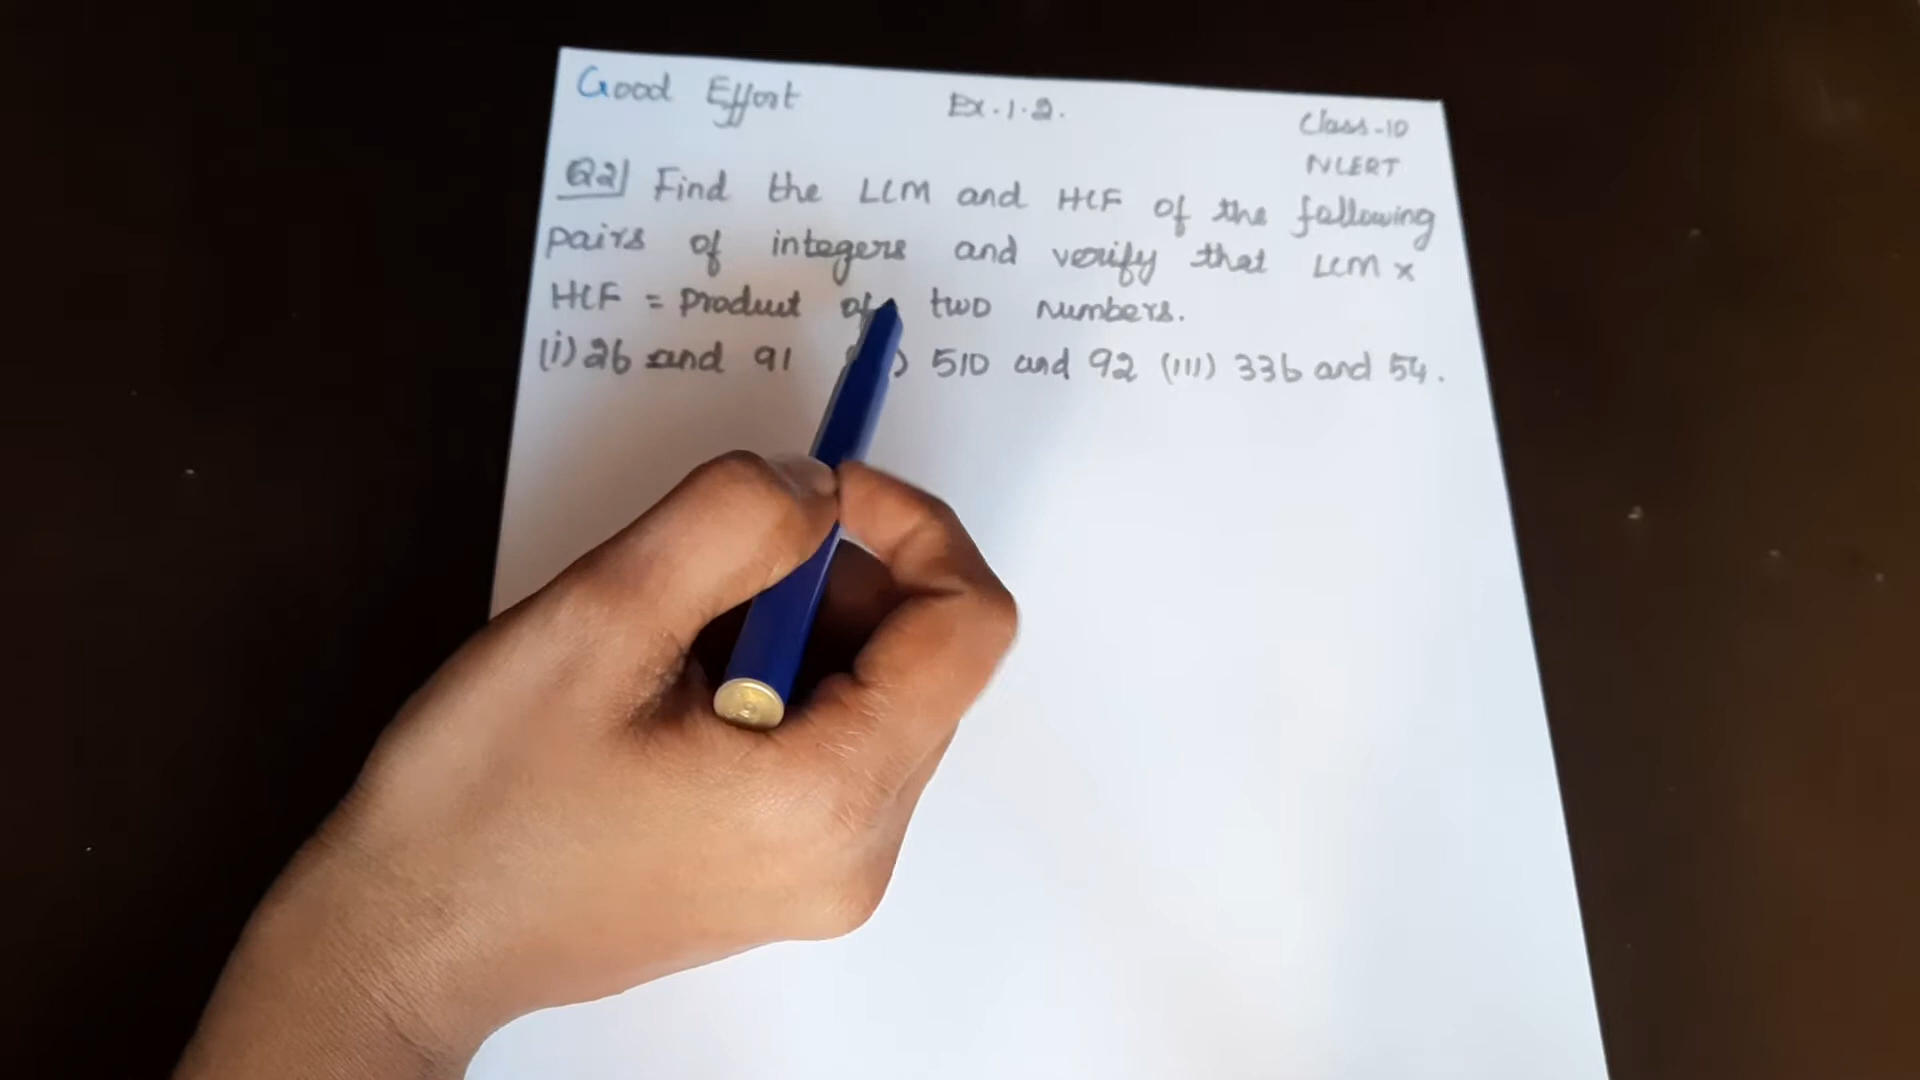 Good Effort Ex.1.2. Class-10
NCERT
Q2) Find the LCM and HCF of the following
pairs of integers and verify that LCM ×
HCF = product of two numbers.
(i) 26 and 91 ) 510 and 92 (iii) 336 and 54.